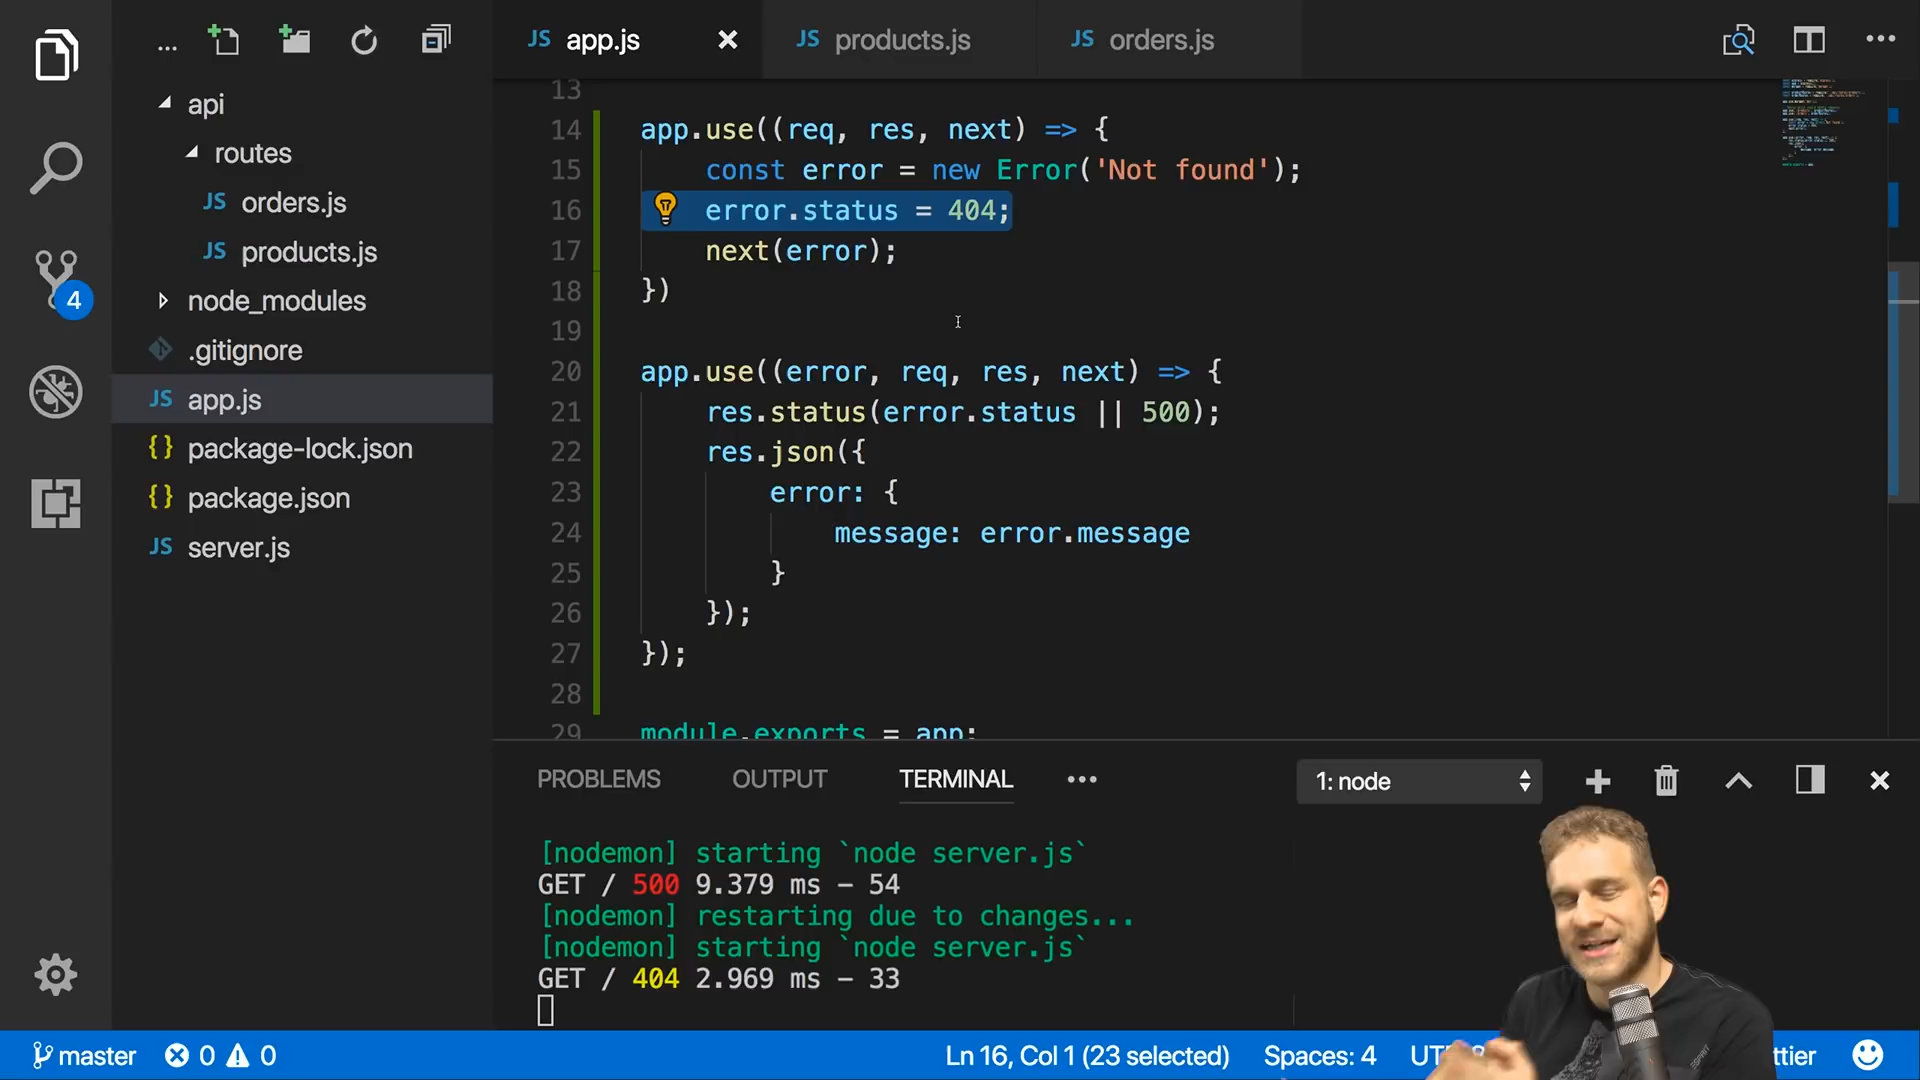 ... JS app.js JS products.js JS orders.js ...
api
routes
JS orders.js
JS products.js
node_modules
.gitignore
JS app.js
{} package-lock.json
{} package.json
JS server.js
4
13
14 app.use((req, res, next) => {
15 const error = new Error('Not found');
16 error.status = 404;
17 next(error);
18 })
19
20 app.use((error, req, res, next) => {
21 res.status(error.status || 500);
22 res.json({
23 error: {
24 message: error.message
25 }
26 });
27 });
28
29 module.exports = app;
PROBLEMS OUTPUT TERMINAL ... 1: node
[nodemon] starting `node server.js`
GET / 500 9.379 ms - 54
[nodemon] restarting due to changes...
[nodemon] starting `node server.js`
GET / 404 2.969 ms - 33
master 0 0 Ln 16, Col 1 (23 selected) Spaces: 4